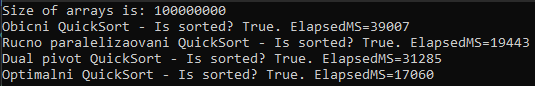 Size of arrays is: 100000000
Obicni QuickSort - Is sorted? True. ElapsedMS=39007
Rucno paralelizaovani QuickSort - Is sorted? True. ElapsedMS=19443
Dual pivot QuickSort - Is sorted? True. ElapsedMS=31285
Optimalni QuickSort - Is sorted? True. ElapsedMS=17060